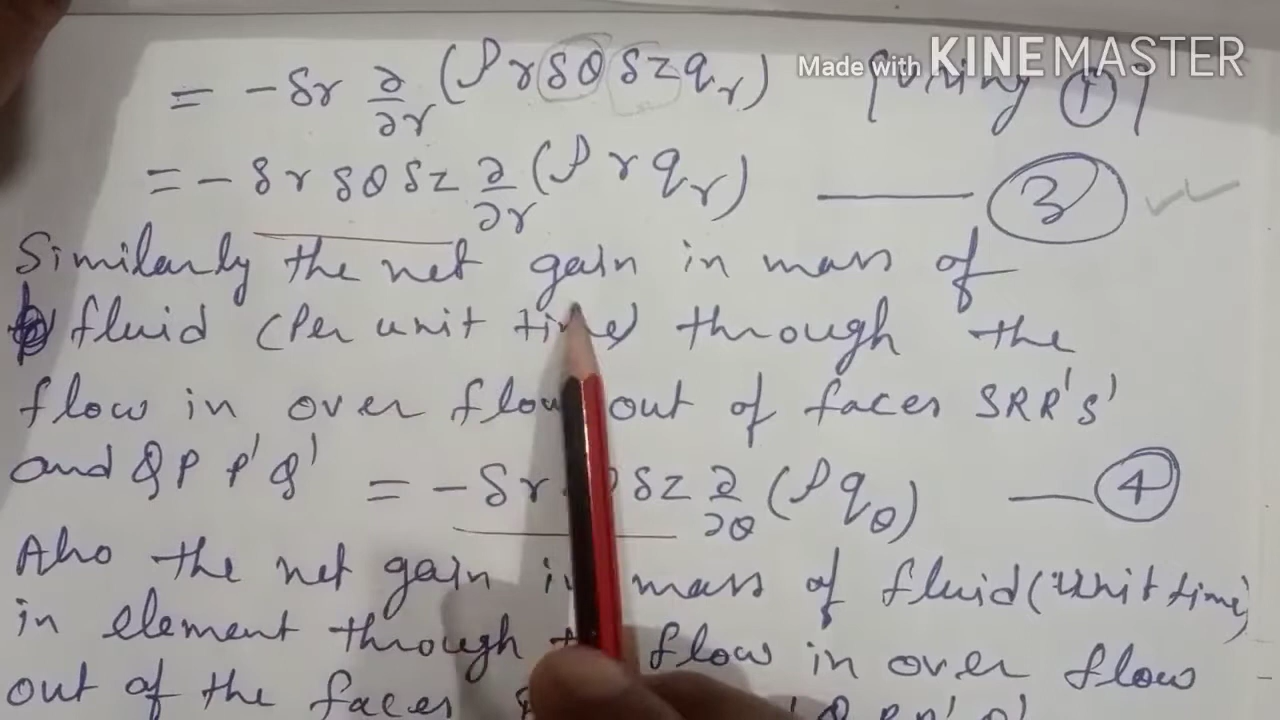 Made with KINEMASTER
= - δr ∂/∂r (ρ r δθ δz q_r) {using ①}
= - δr δθ δz ∂/∂r (ρ r q_r) —— ③
Similarly the net gain in mass of
fluid (Per unit time) through the
flow in over flow out of faces SRR'S'
and QPP'Q' = - δr δz ∂/∂θ (ρ q_θ) — ④
Also the net gain in mass of fluid (unit time)
in element through the flow in over flow
out of the faces